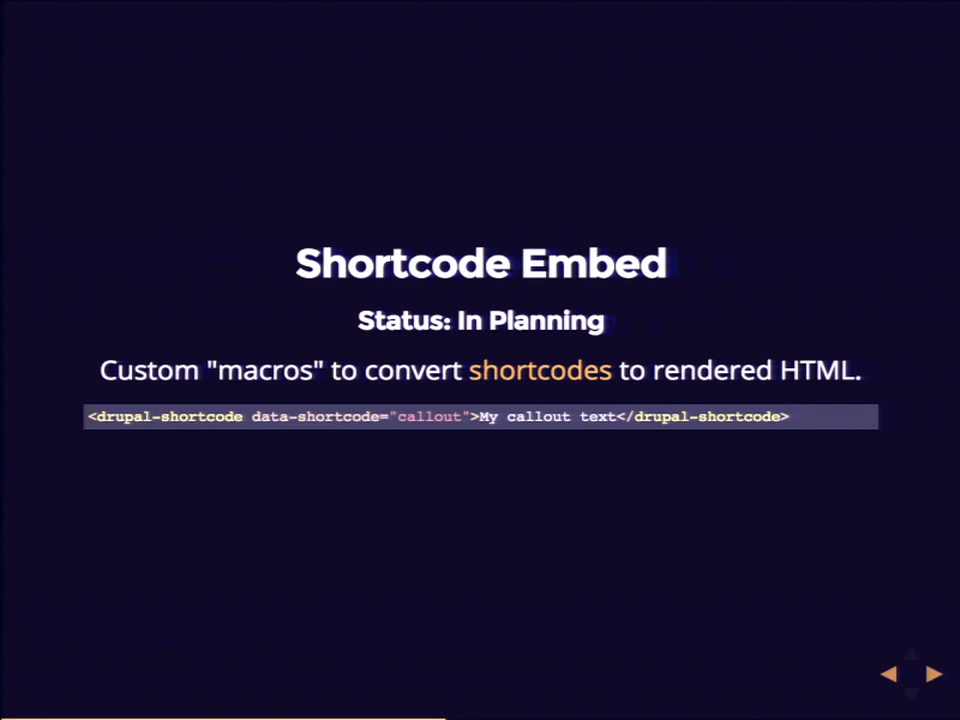 Shortcode Embed
Status: In Planning
Custom "macros" to convert shortcodes to rendered HTML.
<drupal-shortcode data-shortcode="callout">My callout text</drupal-shortcode>